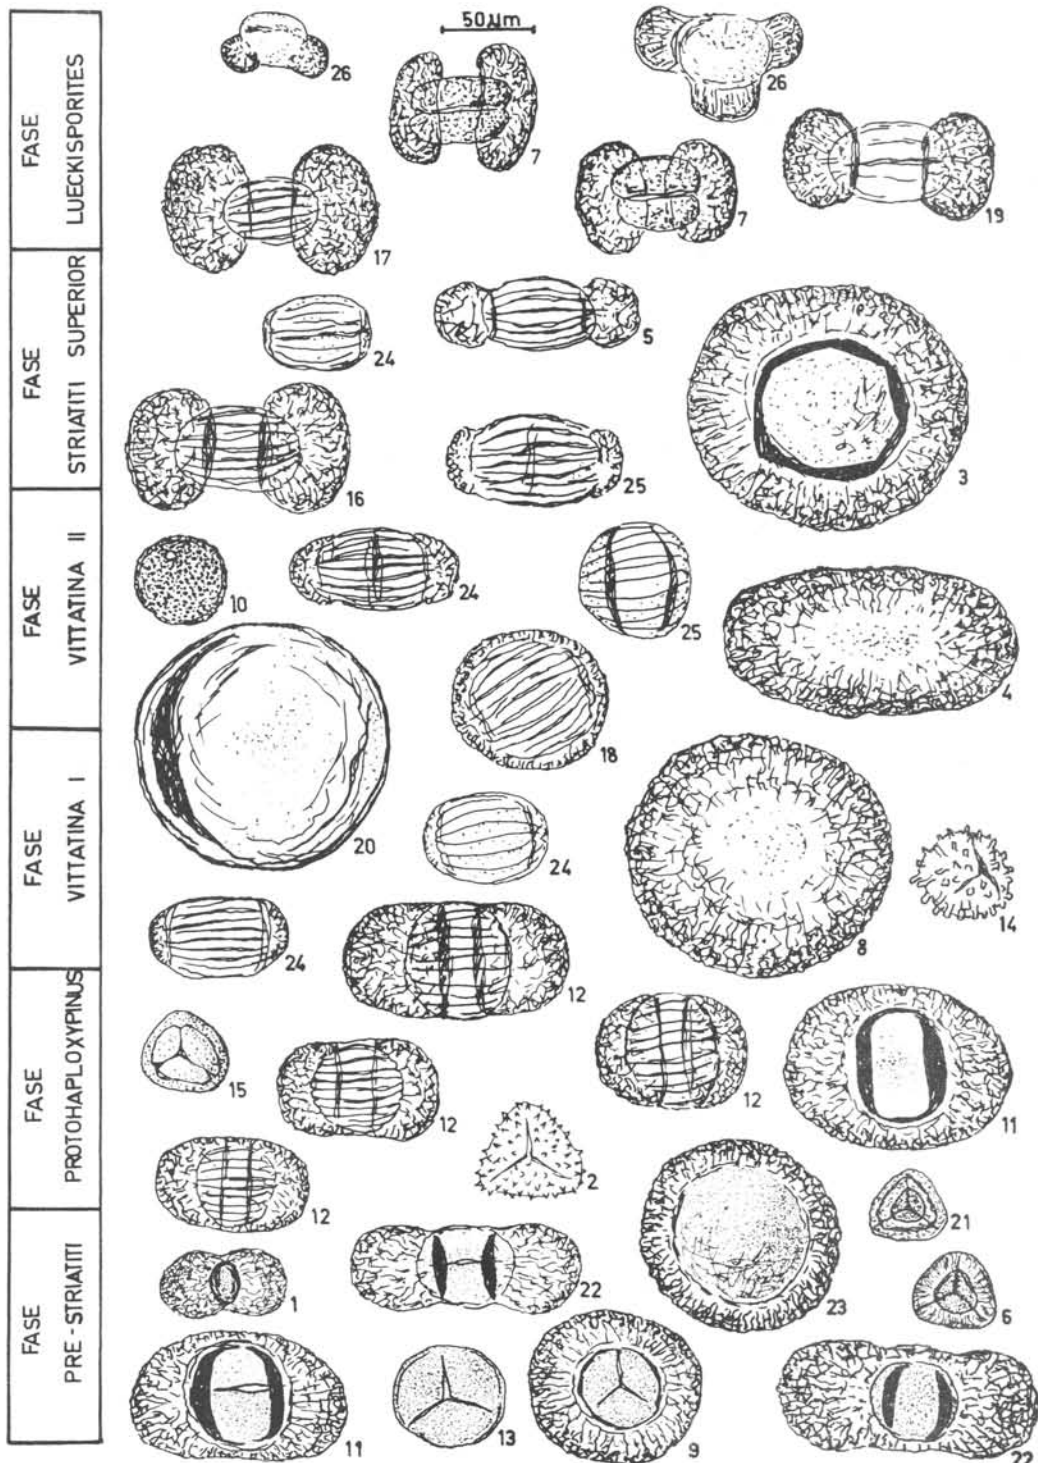 FASE
LUECKISPORITES
FASE
STRIATITI SUPERIOR
FASE
VITTATINA II
FASE
VITTATINA I
FASE
PROTOHAPLOXYPINUS
FASE
PRE-STRIATITI
50µm
26
7
26
19
17
7
24
5
3
16
25
10
24
25
4
20
18
24
8
14
24
12
15
12
12
11
2
12
21
1
22
23
6
11
13
9
22